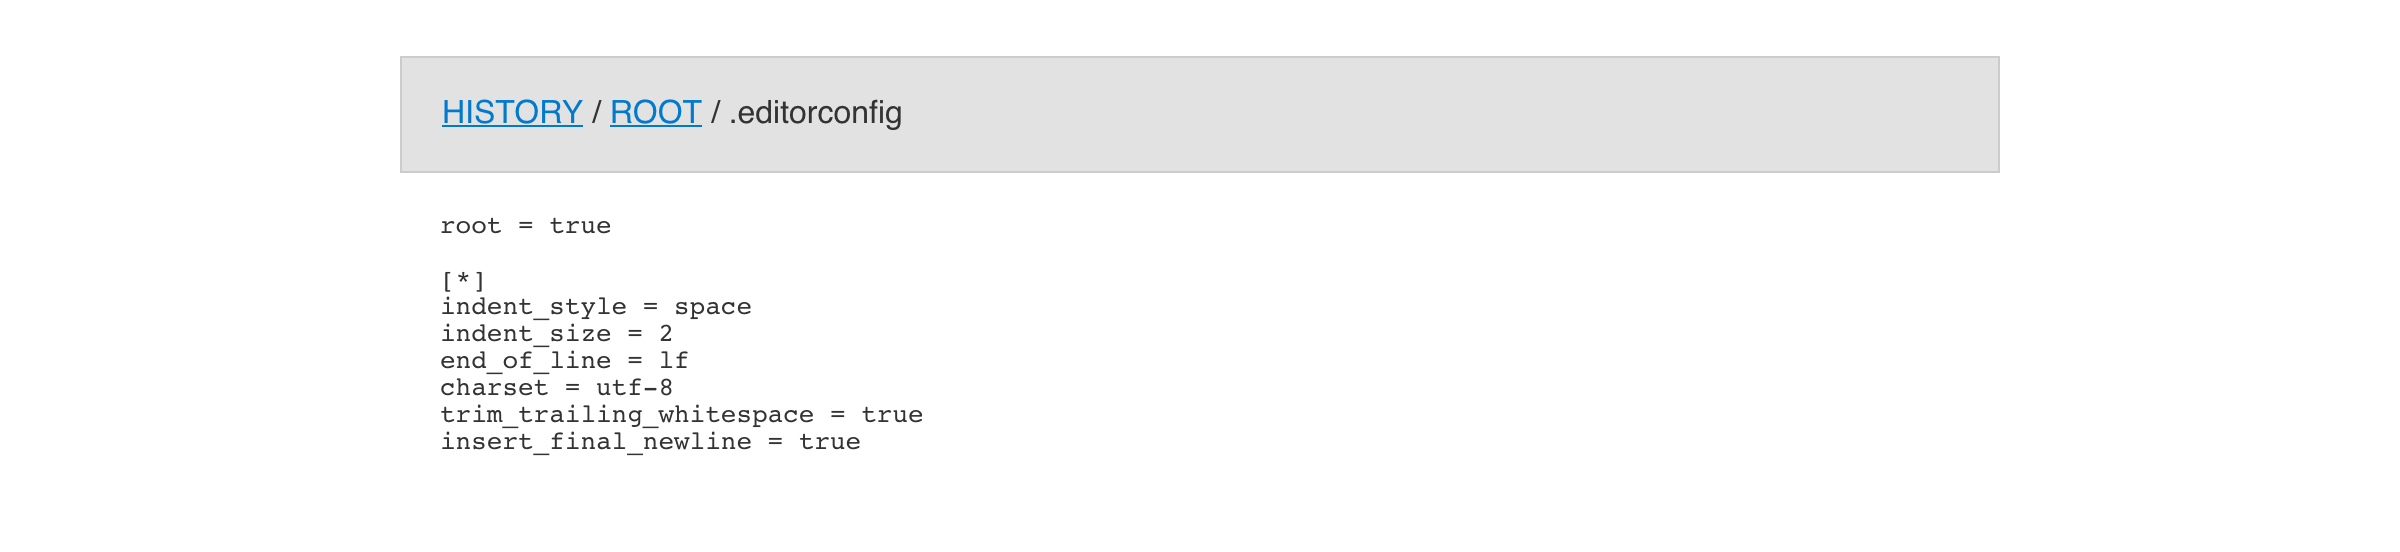 HISTORY / ROOT / .editorconfig
root = true
[*]
indent_style = space
indent_size = 2
end_of_line = lf
charset = utf-8
trim_trailing_whitespace = true
insert_final_newline = true